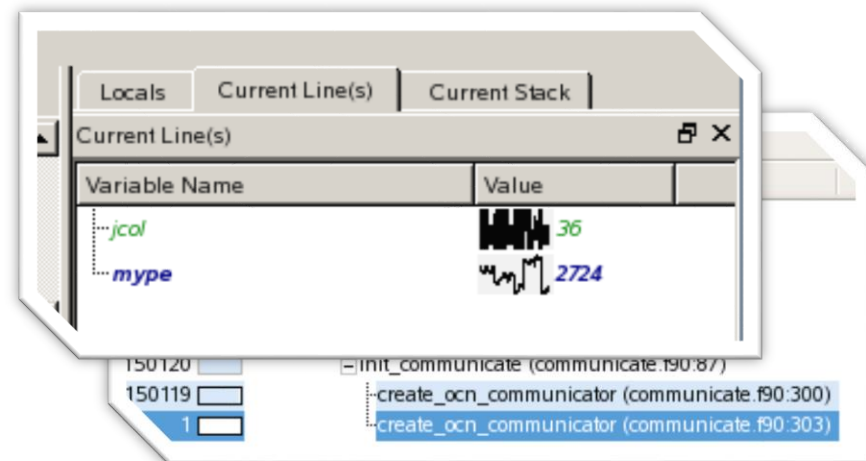 Locals Current Line(s) Current Stack
Current Line(s)
Variable Name Value
jcol 36
mype 2724
150120 init_communicate (communicate.f90:87)
150119 create_ocn_communicator (communicate.f90:300)
1 create_ocn_communicator (communicate.f90:303)